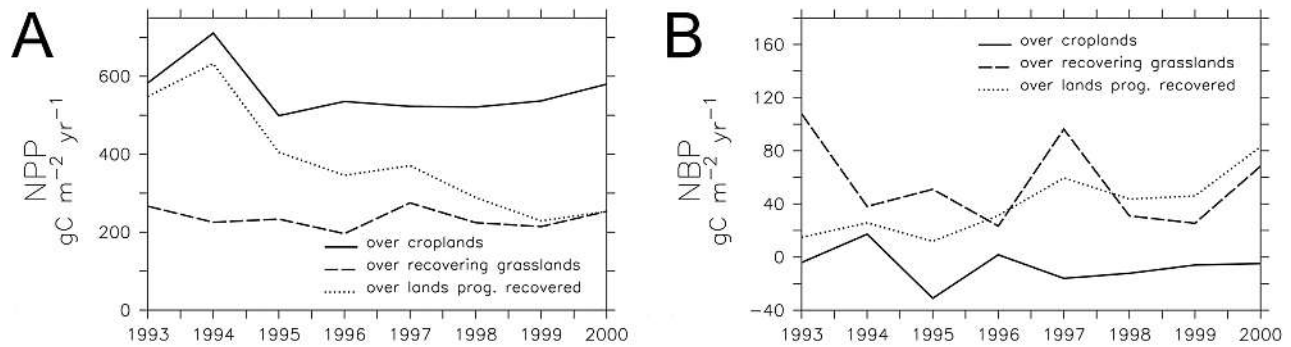 A
NPP
gC m−2 yr−1
600
400
200
0
over croplands
over recovering grasslands
over lands prog. recovered
1993 1994 1995 1996 1997 1998 1999 2000
B
NBP
gC m−2 yr−1
160
120
80
40
0
−40
over croplands
over recovering grasslands
over lands prog. recovered
1993 1994 1995 1996 1997 1998 1999 2000